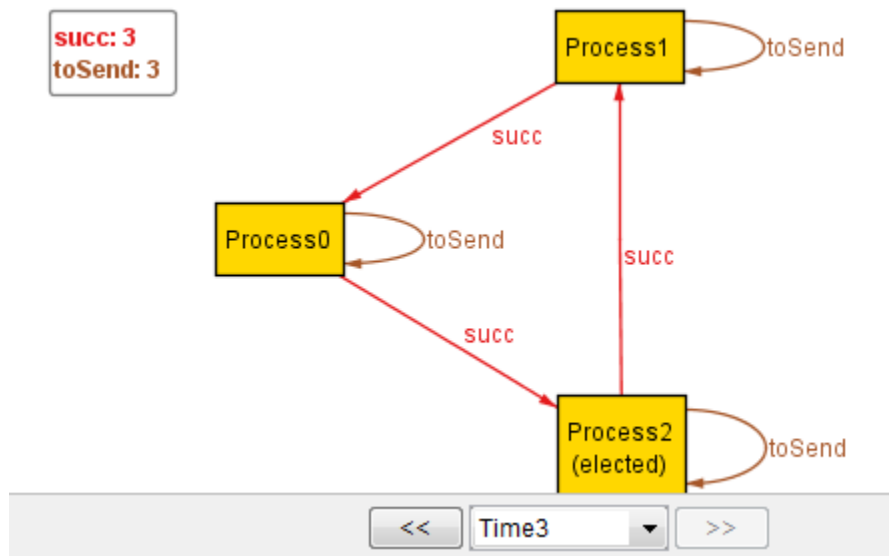 succ: 3
toSend: 3
Process1
toSend
succ
Process0
toSend
succ
succ
Process2
(elected)
toSend
<<
Time3
>>